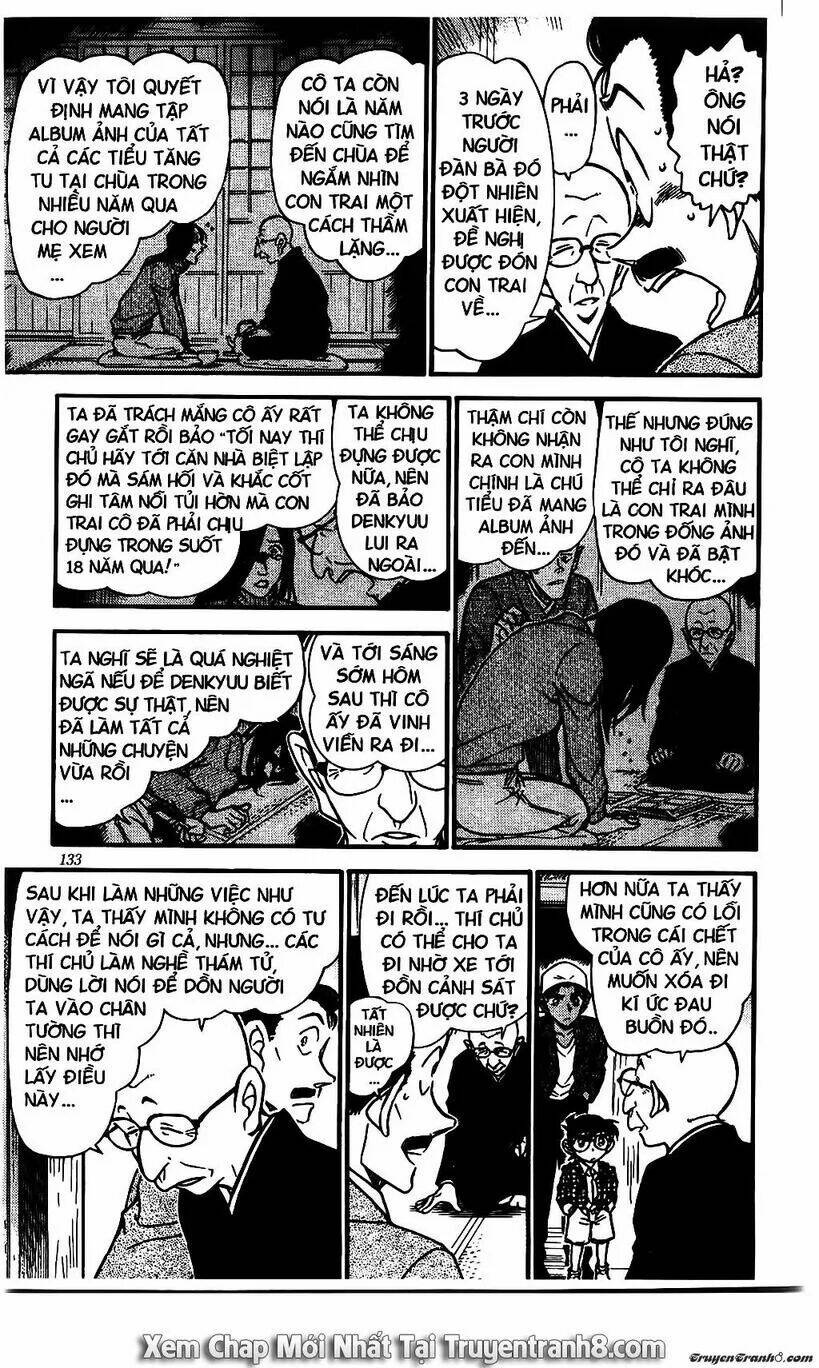 HẢ?
ÔNG
NÓI
THẬT
CHỨ?
PHẢI
...
3 NGÀY
TRƯỚC
NGƯỜI
ĐÀN BÀ ĐÓ
ĐỘT NHIÊN
XUẤT HIỆN,
ĐỀ NGHỊ
ĐƯỢC ĐÓN
CON TRAI
VỀ...
CÔ TA CÒN
NÓI LÀ NĂM
NÀO CŨNG TÌM
ĐẾN CHÙA ĐỂ
NGẮM NHÌN
CON TRAI MỘT
CÁCH THẦM
LẶNG...
VÌ VẬY TÔI QUYẾT
ĐỊNH MANG TẬP
ALBUM ẢNH CỦA TẤT
CẢ CÁC TIỂU TĂNG
TU TẠI CHÙA TRONG
NHIỀU NĂM QUA
CHO NGƯỜI
MẸ XEM
...
THẾ NHƯNG ĐÚNG
NHƯ TÔI NGHĨ,
CÔ TA KHÔNG
THỂ CHỈ RA ĐÂU
LÀ CON TRAI MÌNH
TRONG ĐỐNG ẢNH
ĐÓ VÀ ĐÃ BẬT
KHÓC...
THẬM CHÍ CÒN
KHÔNG NHẬN
RA CON MÌNH
CHÍNH LÀ CHÚ
TIỂU ĐÃ MANG
ALBUM ẢNH
ĐẾN...
TA KHÔNG
THỂ CHỊU
ĐỰNG ĐƯỢC
NỮA, NÊN
ĐÃ BẢO
DENKYUU
LUI RA
NGOÀI...
TA ĐÃ TRÁCH MẮNG CÔ ẤY RẤT
GAY GẮT RỒI BẢO "TỐI NAY THÍ
CHỦ HÃY TỚI CĂN NHÀ BIỆT LẬP
ĐÓ MÀ SÁM HỐI VÀ KHẮC CỐT
GHI TÂM NỖI TỦI HỜN MÀ CON
TRAI CÔ ĐÃ PHẢI CHỊU
ĐỰNG TRONG SUỐT
18 NĂM QUA!"
VÀ TỚI SÁNG
SỚM HÔM
SAU THÌ CÔ
ẤY ĐÃ VINH
VIỄN RA ĐI...
TA NGHĨ SẼ LÀ QUÁ NGHIỆT
NGÃ NẾU ĐỂ DENKYUU BIẾT
ĐƯỢC SỰ THẬT, NÊN
ĐÃ LÀM TẤT CẢ
NHỮNG CHUYỆN
VỪA RỒI
...
133
HƠN NỮA TA THẤY
MÌNH CŨNG CÓ LỖI
TRONG CÁI CHẾT
CỦA CÔ ẤY, NÊN
MUỐN XÓA ĐI
KÍ ỨC ĐAU
BUỒN ĐÓ..
ĐẾN LÚC TA PHẢI
ĐI RỒI... THÍ CHỦ
CÓ THỂ CHO TA
ĐI NHỜ XE TỚI
ĐỒN CẢNH SÁT
ĐƯỢC CHỨ?
TẤT
NHIÊN
LÀ
ĐƯỢC
...
SAU KHI LÀM NHỮNG VIỆC NHƯ
VẬY, TA THẤY MÌNH KHÔNG CÓ TƯ
CÁCH ĐỂ NÓI GÌ CẢ, NHƯNG... CÁC
THÍ CHỦ LÀM NGHỀ THÁM TỬ,
DÙNG LỜI NÓI ĐỂ DỒN NGƯỜI
TA VÀO CHÂN
TƯỜNG THÌ
NÊN NHỚ
LẤY ĐIỀU
NÀY...
Xem Chap Mới Nhất Tại Truyentranh8.com
TruyenTranh8.com